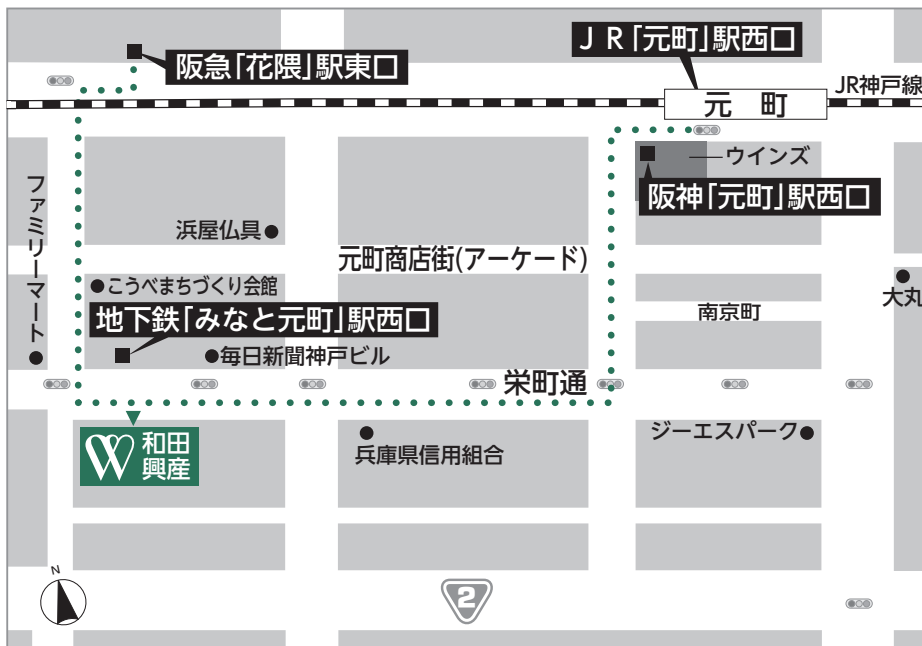 阪急「花隈」駅東口
JR「元町」駅西口
JR神戸線
元町
ウインズ
阪神「元町」駅西口
ファミリーマート
浜屋仏具
元町商店街(アーケード)
こうべまちづくり会館
大丸
南京町
地下鉄「みなと元町」駅西口
毎日新聞神戸ビル
栄町通
和田
興産
兵庫県信用組合
ジーエスパーク
N
2